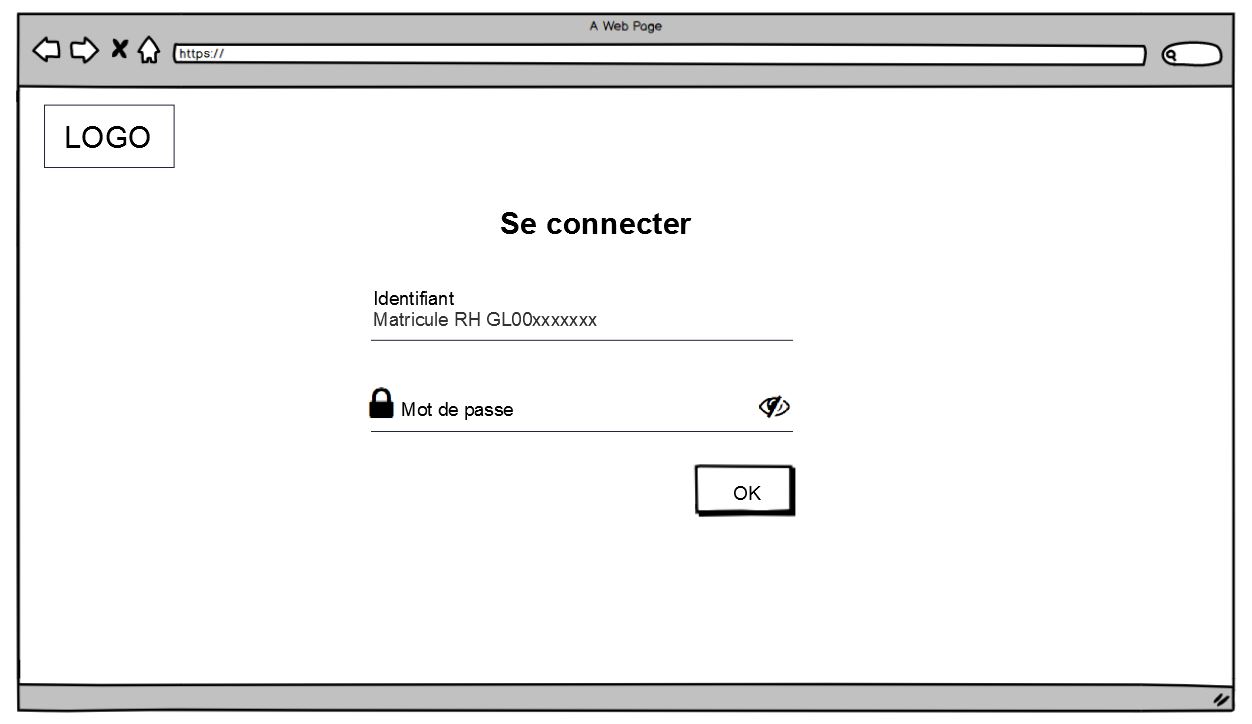 A Web Page
https://
LOGO
Se connecter
Identifiant
Matricule RH GL00xxxxxxx
Mot de passe
OK